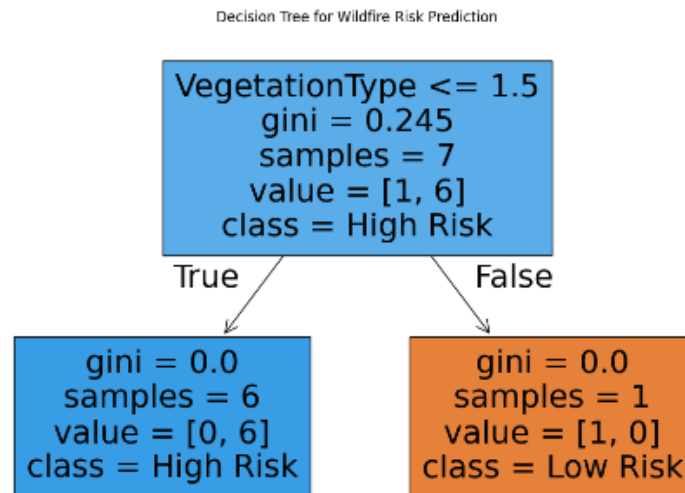 Decision Tree for Wildfire Risk Prediction
VegetationType <= 1.5
gini = 0.245
samples = 7
value = [1, 6]
class = High Risk
True
False
gini = 0.0
samples = 6
value = [0, 6]
class = High Risk
gini = 0.0
samples = 1
value = [1, 0]
class = Low Risk